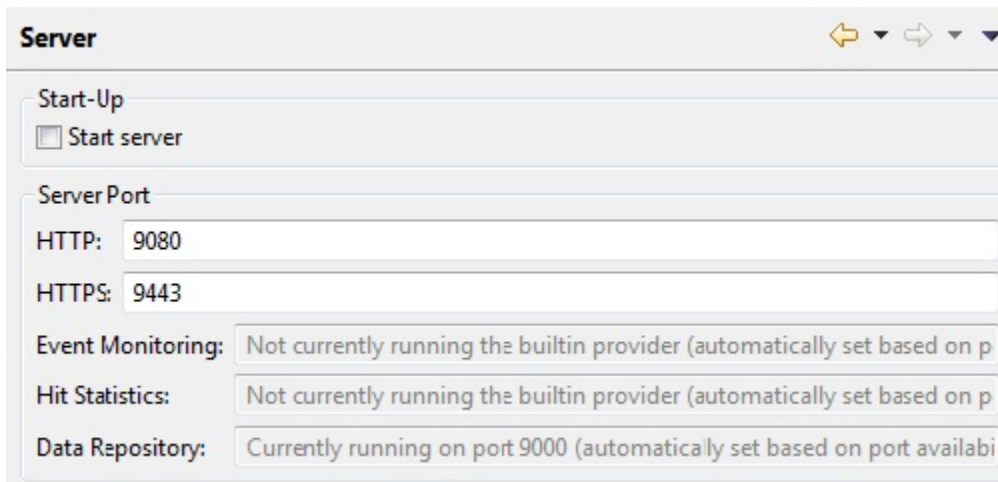 Server
Start-Up
Start server
Server Port
HTTP: 9080
HTTPS: 9443
Event Monitoring: Not currently running the builtin provider (automatically set based on p
Hit Statistics: Not currently running the builtin provider (automatically set based on p
Data Repository: Currently running on port 9000 (automatically set based on port availabi